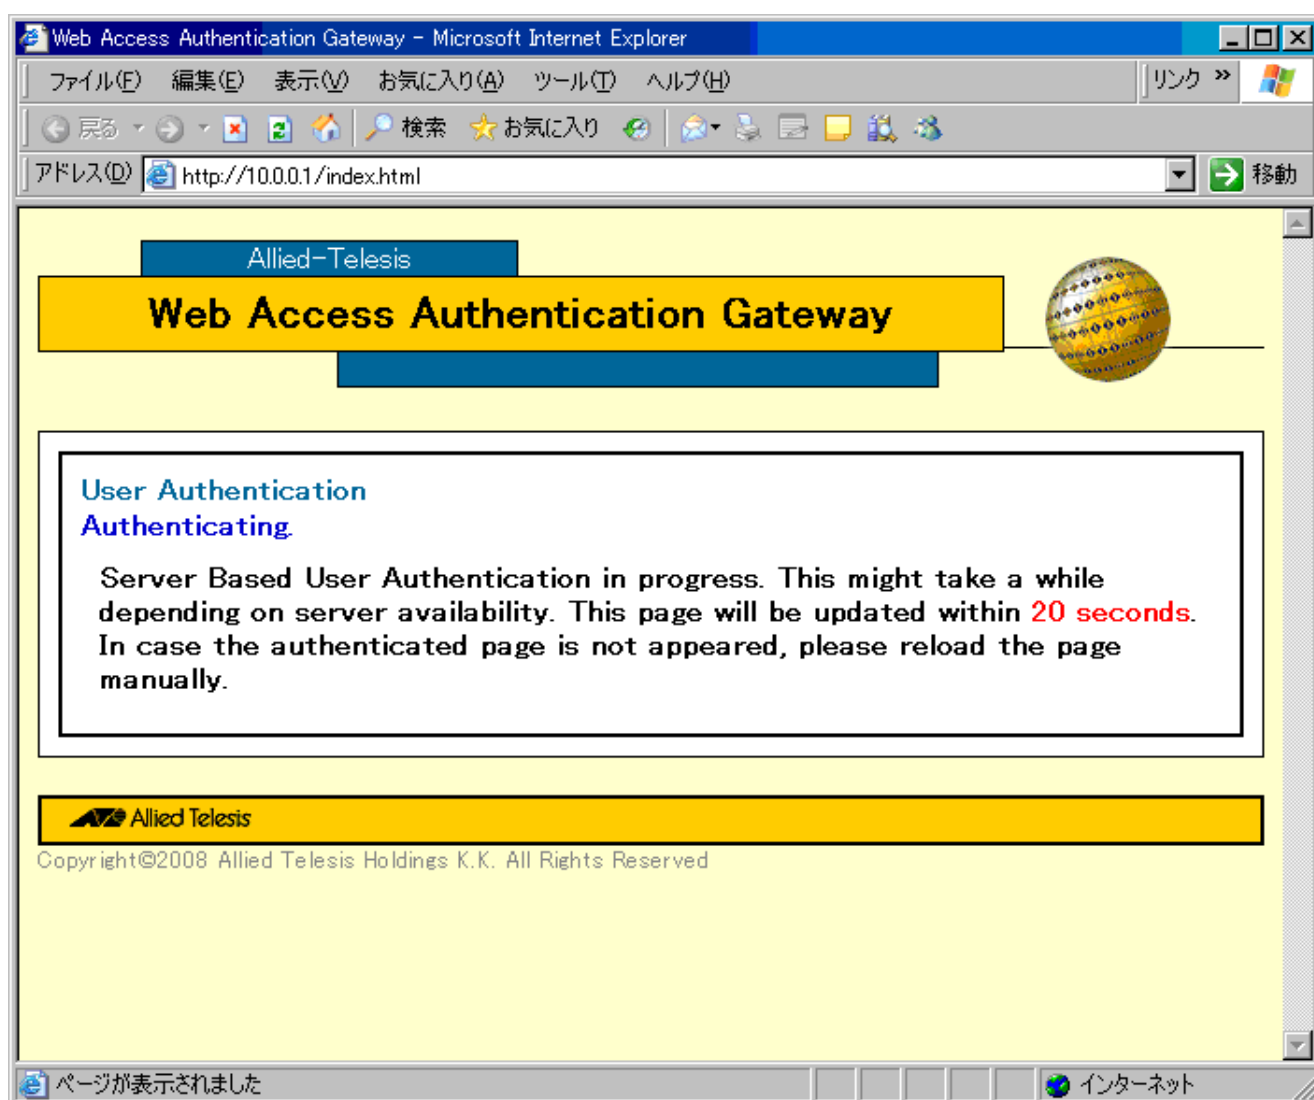 Web Access Authentication Gateway - Microsoft Internet Explorer
ファイル(F) 編集(E) 表示(V) お気に入り(A) ツール(T) ヘルプ(H) リンク »
戻る 検索 お気に入り
アドレス(D) http://10.0.0.1/index.html 移動
Allied-Telesis
Web Access Authentication Gateway
User Authentication
Authenticating.
Server Based User Authentication in progress. This might take a while
depending on server availability. This page will be updated within 20 seconds.
In case the authenticated page is not appeared, please reload the page
manually.
Allied Telesis
Copyright©2008 Allied Telesis Holdings K.K. All Rights Reserved
ページが表示されました インターネット